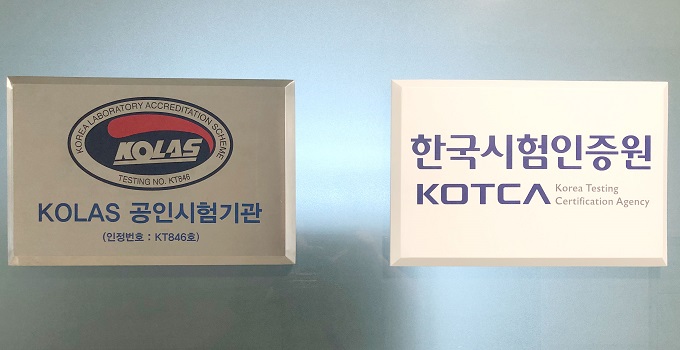 KOREA LABORATORY ACCREDITATION SCHEME
KOLAS
TESTING NO. KT846
KOLAS 공인시험기관
(인정번호 : KT846호)
한국시험인증원
KOTCA Korea Testing
Certification Agency